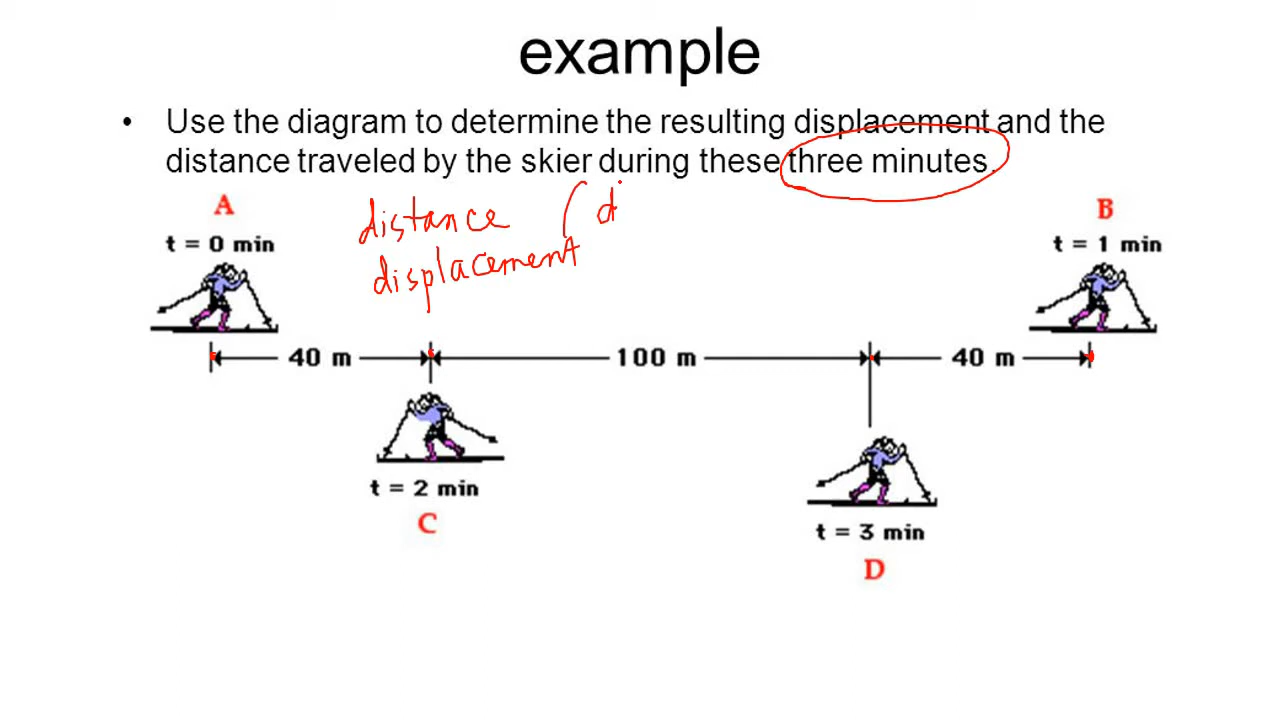 example
• Use the diagram to determine the resulting displacement and the
distance traveled by the skier during these three minutes.
A
t = 0 min
distance (di
displacement
B
t = 1 min
40 m
100 m
40 m
t = 2 min
C
t = 3 min
D